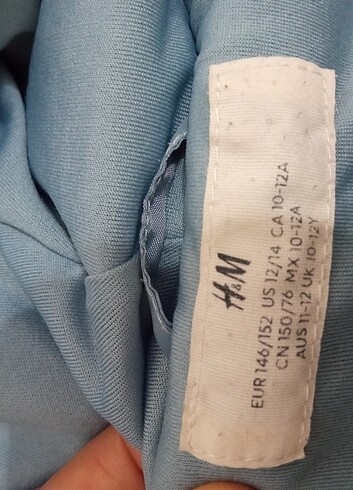 H&M
EUR 146/152 US 12/14 CA 10-12A
CN 150/76 MX 10-12A
AUS 11-12 UK 10-12Y